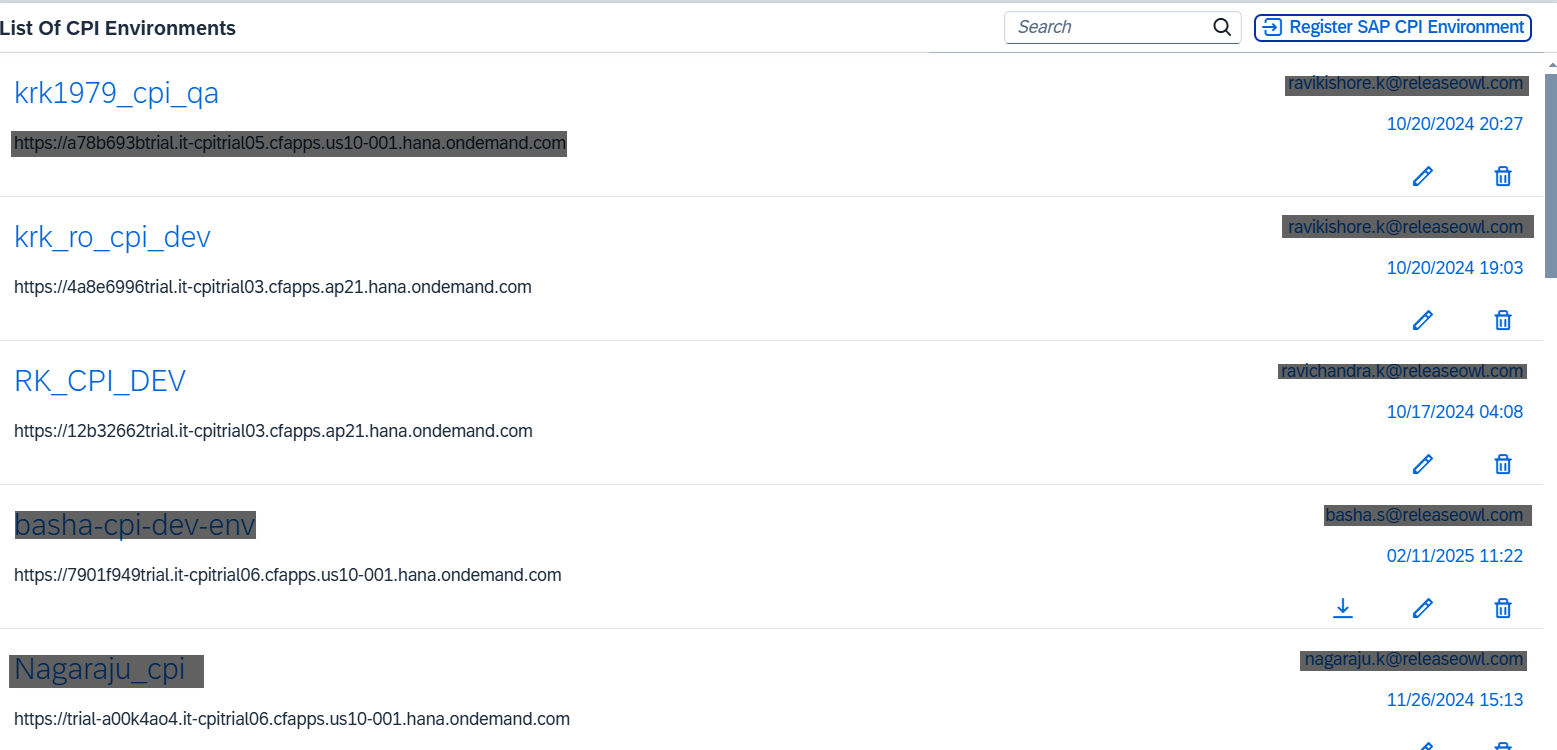 List Of CPI Environments
Search
Register SAP CPI Environment
krk1979_cpi_qa
ravikishore.k@releaseowl.com
10/20/2024 20:27
https://a78b693btrial.it-cpitrial05.cfapps.us10-001.hana.ondemand.com
krk_ro_cpi_dev
ravikishore.k@releaseowl.com
10/20/2024 19:03
https://4a8e6996trial.it-cpitrial03.cfapps.ap21.hana.ondemand.com
RK_CPI_DEV
ravichandra.k@releaseowl.com
10/17/2024 04:08
https://12b32662trial.it-cpitrial03.cfapps.ap21.hana.ondemand.com
basha-cpi-dev-env
basha.s@releaseowl.com
02/11/2025 11:22
https://7901f949trial.it-cpitrial06.cfapps.us10-001.hana.ondemand.com
Nagaraju_cpi
nagaraju.k@releaseowl.com
11/26/2024 15:13
https://trial-a00k4ao4.it-cpitrial06.cfapps.us10-001.hana.ondemand.com